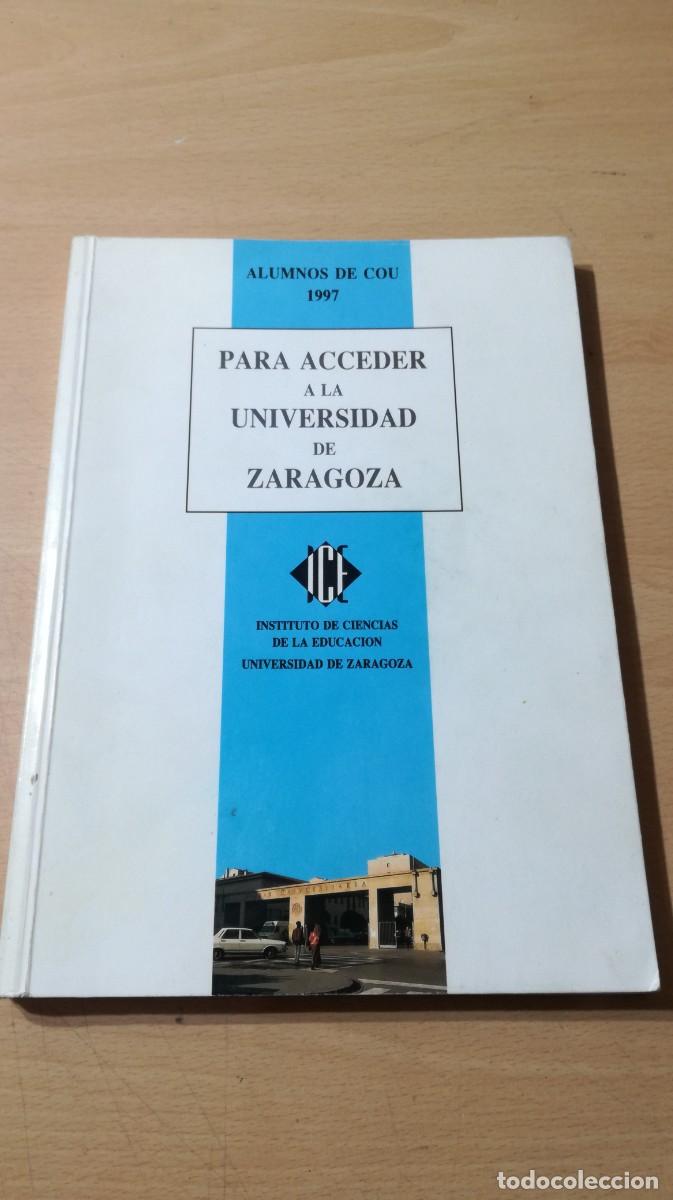 ALUMNOS DE COU
1997
PARA ACCEDER
A LA
UNIVERSIDAD
DE
ZARAGOZA
ICE
INSTITUTO DE CIENCIAS
DE LA EDUCACION
UNIVERSIDAD DE ZARAGOZA
UNIVERSITARIA
todocoleccion